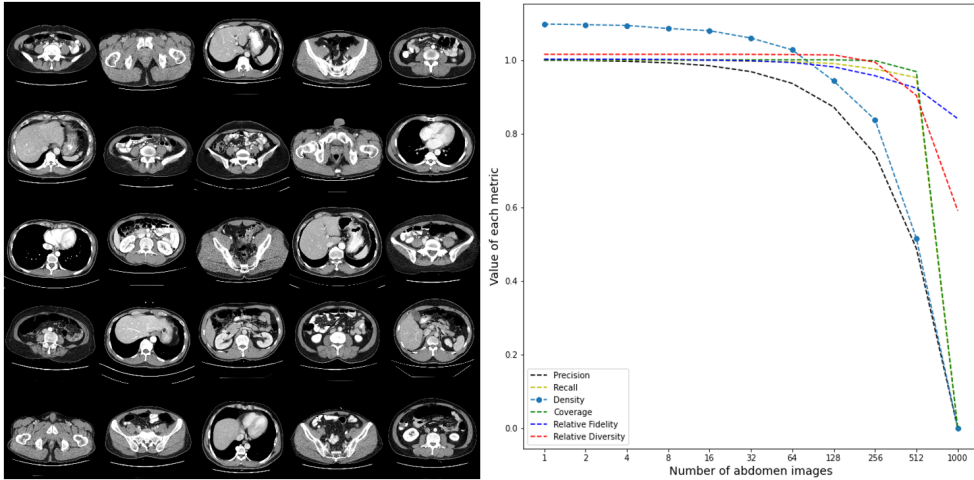 1.0
0.8
0.6
0.4
0.2
0.0
Value of each metric
Precision
Recall
Density
Coverage
Relative Fidelity
Relative Diversity
1 2 4 8 16 32 64 128 256 512 1000
Number of abdomen images